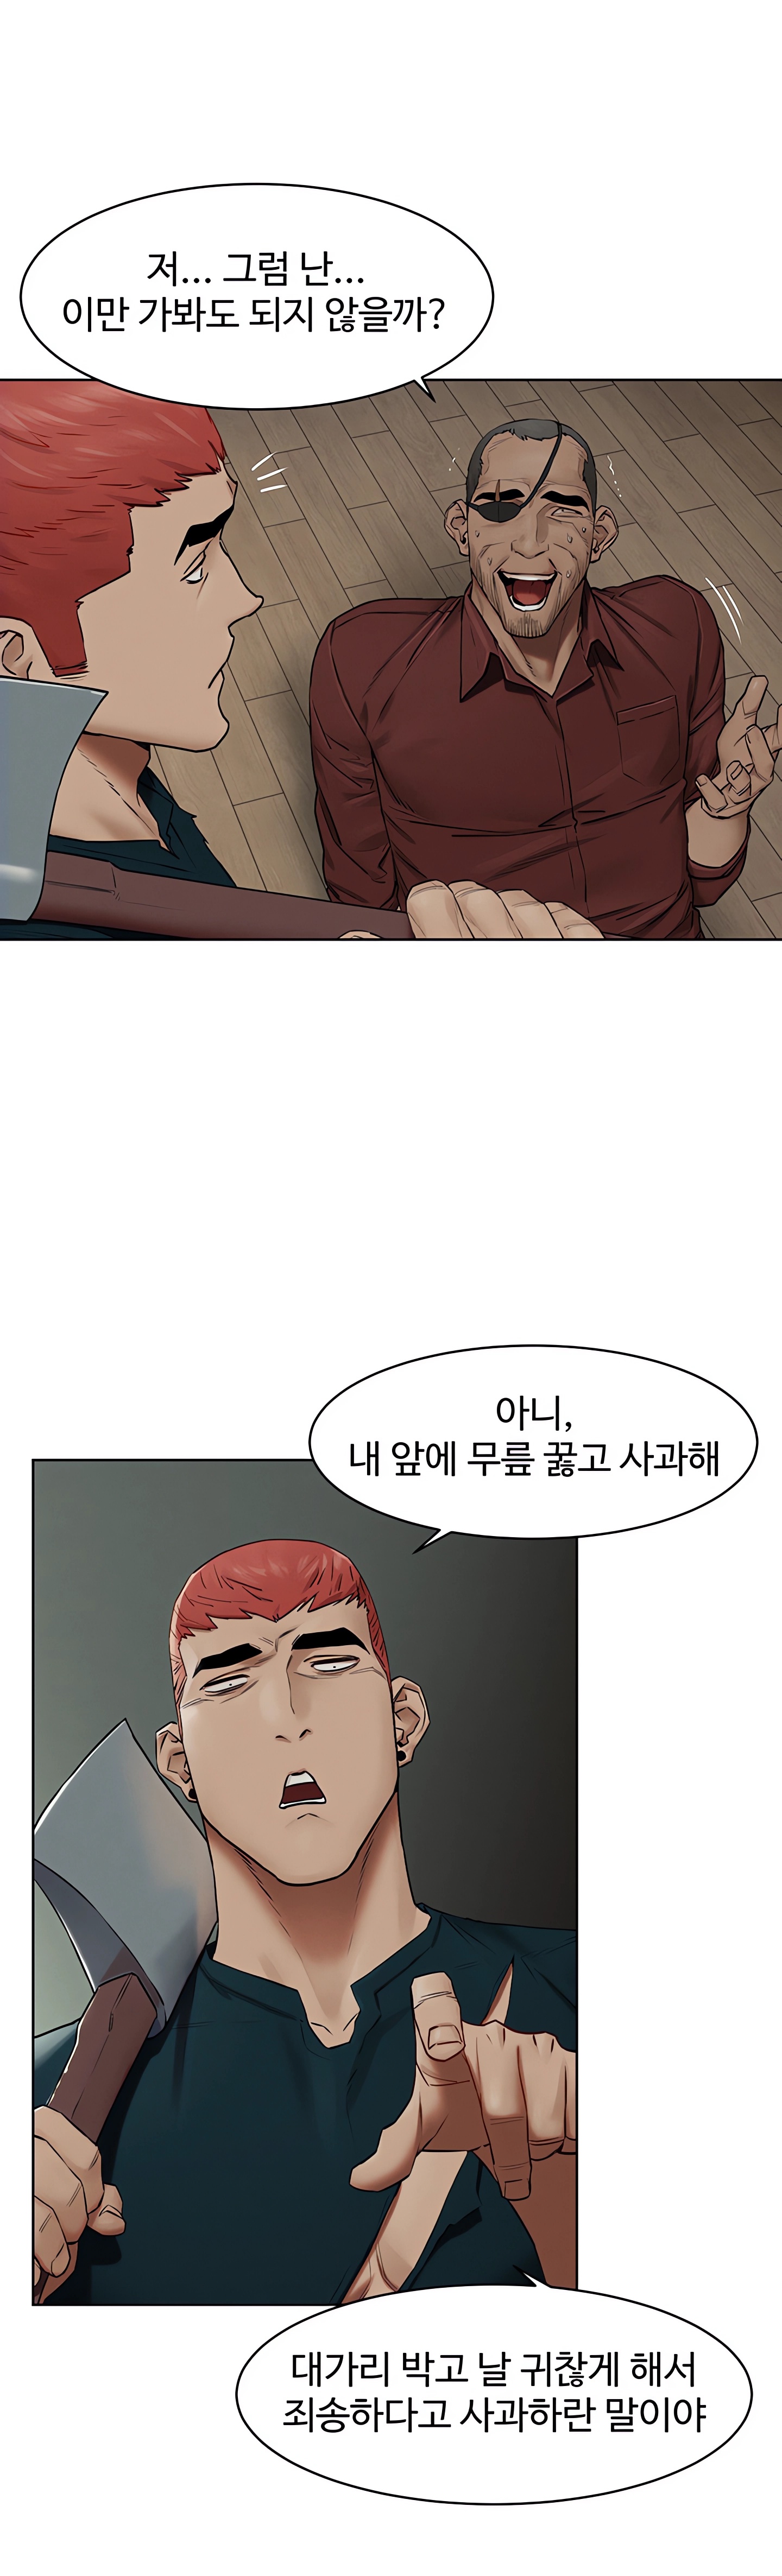 저... 그럼 난...
이만 가봐도 되지 않을까?
아니,
내 앞에 무릎 꿇고 사과해
대가리 박고 날 귀찮게 해서
죄송하다고 사과하란 말이야